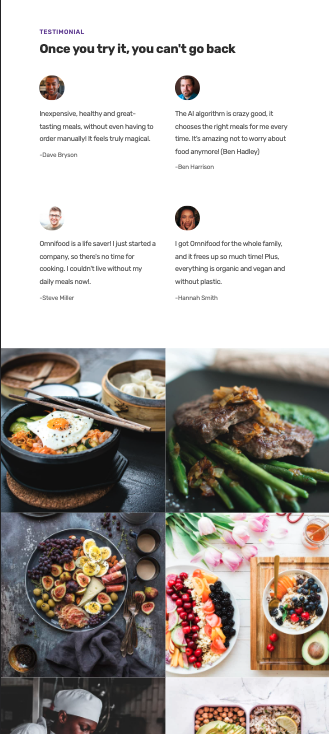 TESTIMONIAL
Once you try it, you can't go back
Inexpensive, healthy and great-
tasting meals, without even having to
order manually! It feels truly magical.
-Dave Bryson
The AI algorithm is crazy good, it
chooses the right meals for me every
time. It's amazing not to worry about
food anymore! (Ben Hadley)
-Ben Harrison
Omnifood is a life saver! I just started a
company, so there's no time for
cooking. I couldn't live without my
daily meals now!.
-Steve Miller
I got Omnifood for the whole family,
and it frees up so much time! Plus,
everything is organic and vegan and
without plastic.
-Hannah Smith